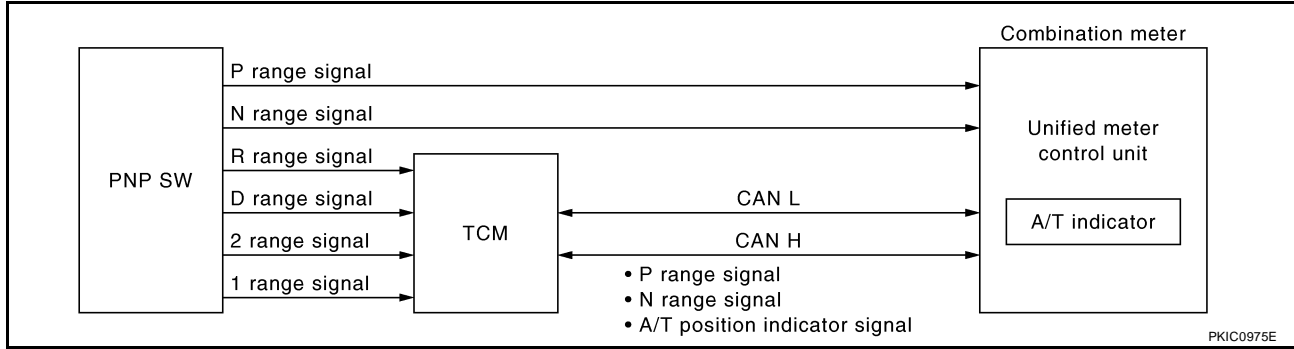 Combination meter
P range signal
N range signal
R range signal
D range signal
2 range signal
1 range signal
PNP SW
TCM
CAN L
CAN H
• P range signal
• N range signal
• A/T position indicator signal
Unified meter
control unit
A/T indicator
PKIC0975E